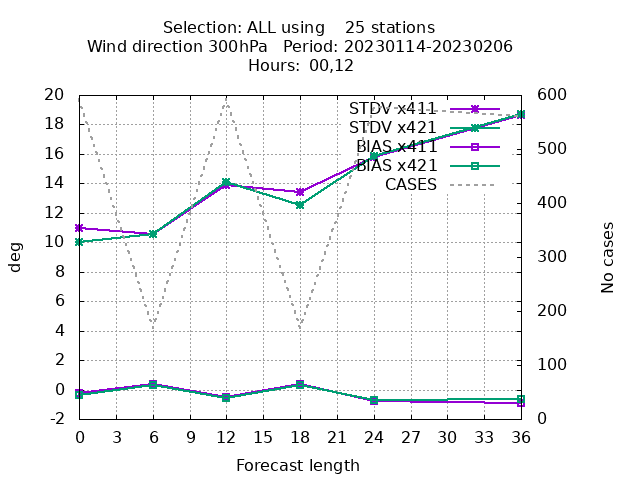 Selection: ALL using    25 stations
Wind direction 300hPa   Period: 20230114-20230206
Hours: 00,12
STDV x411
STDV x421
BIAS x411
BIAS x421
CASES
20
18
16
14
12
10
8
6
4
2
0
-2
deg
600
500
400
300
200
100
0
No cases
0 3 6 9 12 15 18 21 24 27 30 33 36
Forecast length